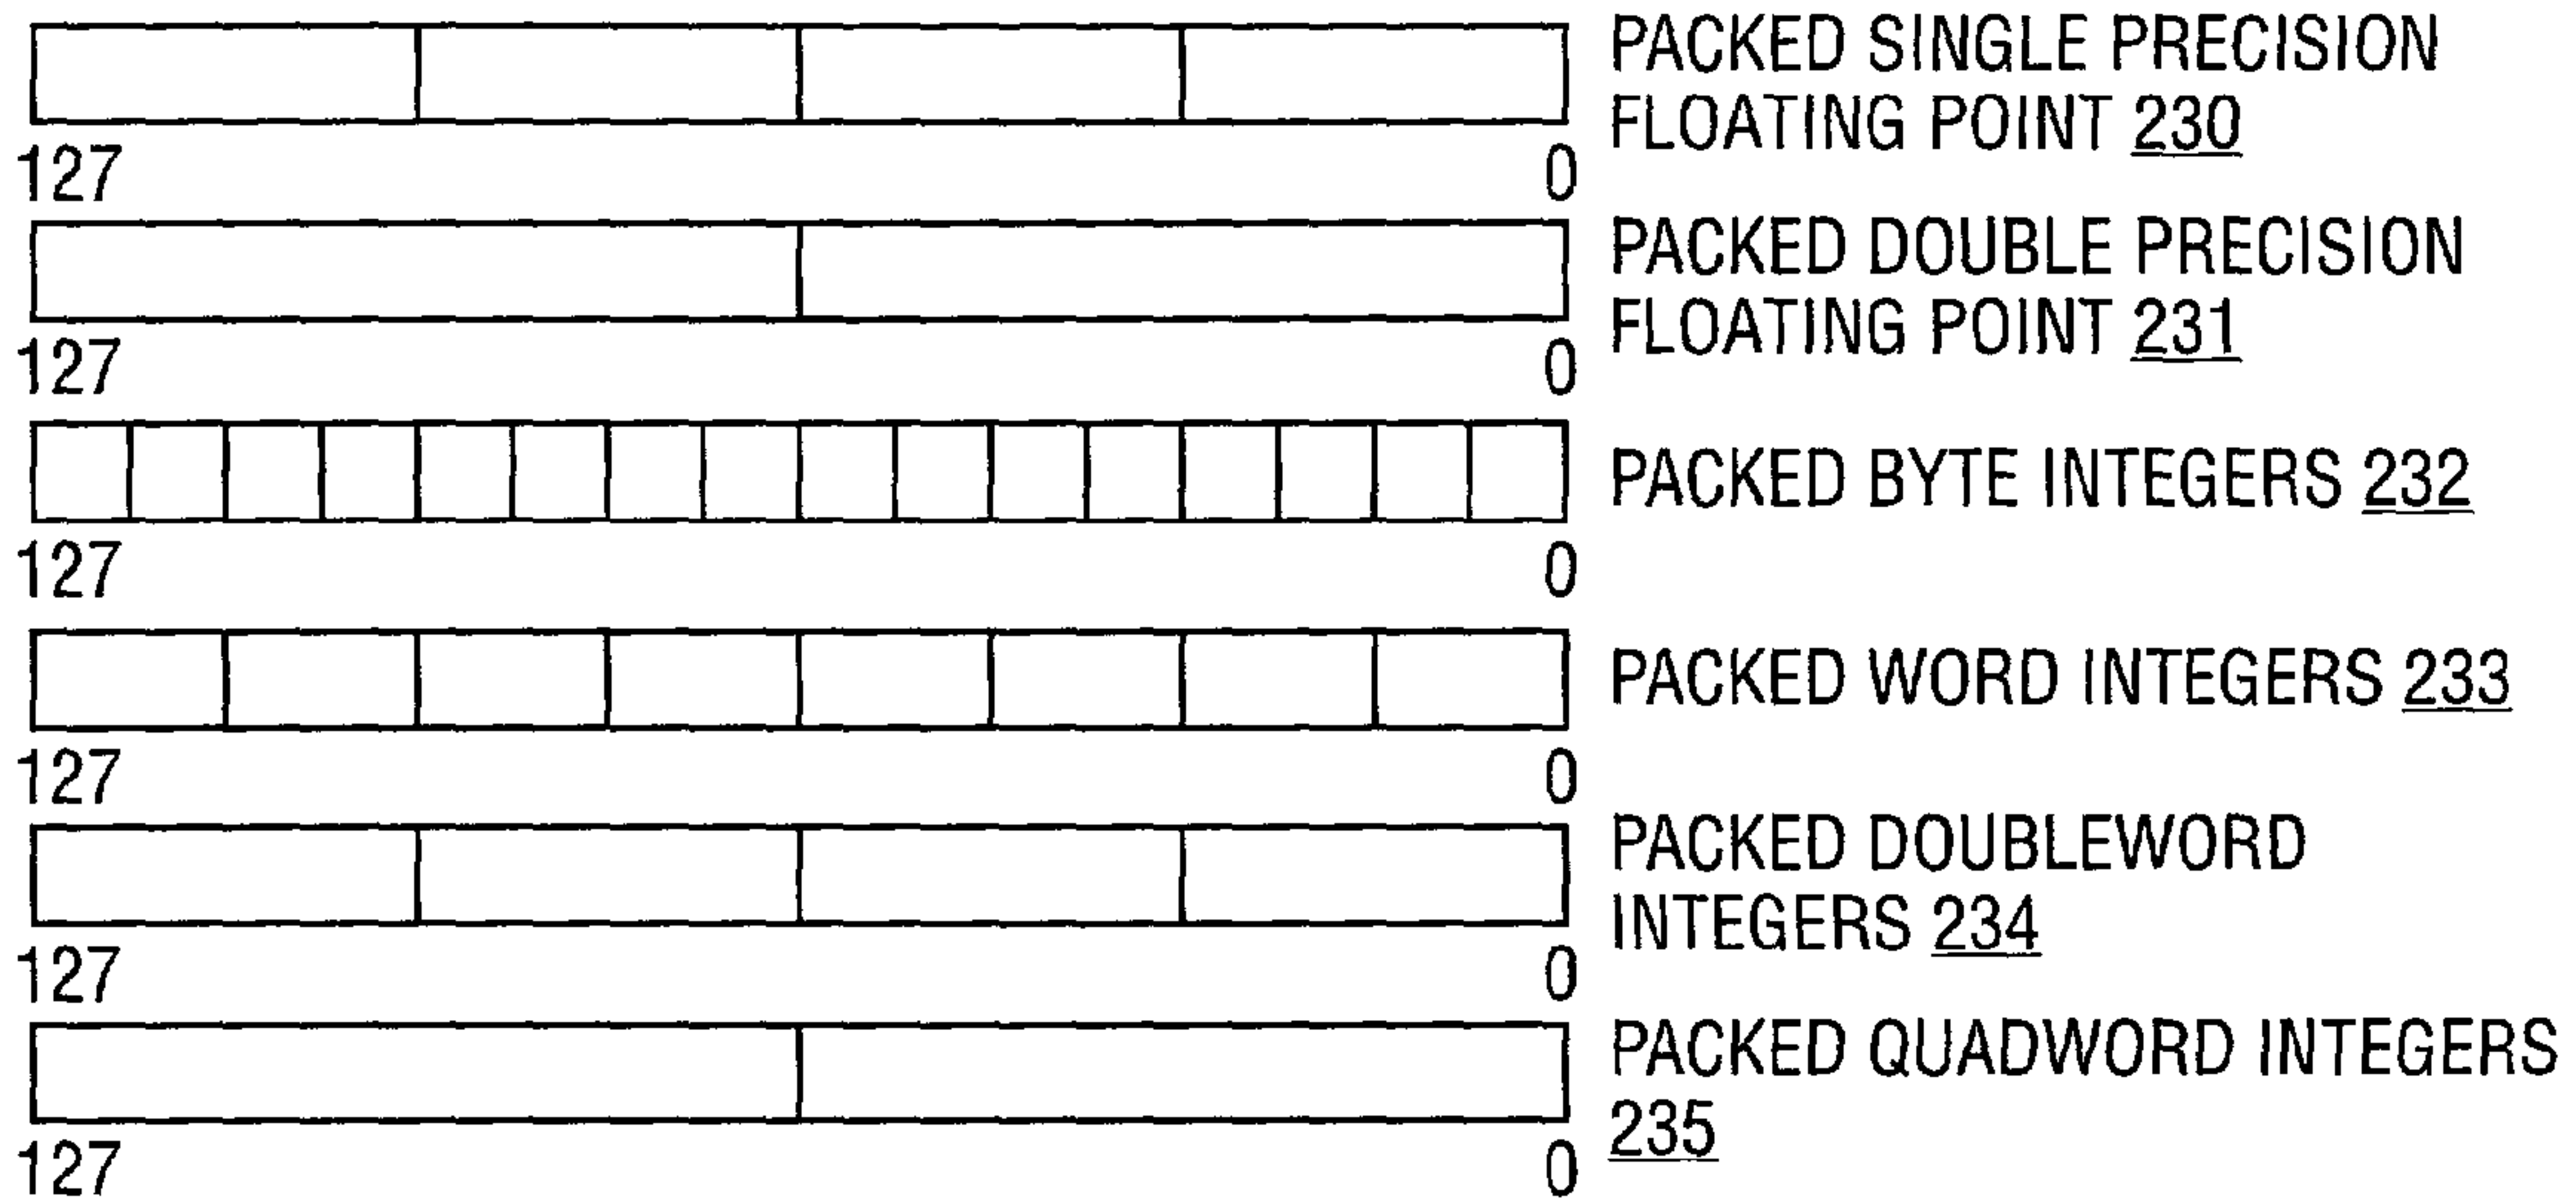 PACKED SINGLE PRECISION
FLOATING POINT 230
127 0
PACKED DOUBLE PRECISION
FLOATING POINT 231
127 0
PACKED BYTE INTEGERS 232
127 0
PACKED WORD INTEGERS 233
127 0
PACKED DOUBLEWORD
INTEGERS 234
127 0
PACKED QUADWORD INTEGERS
235
127 0